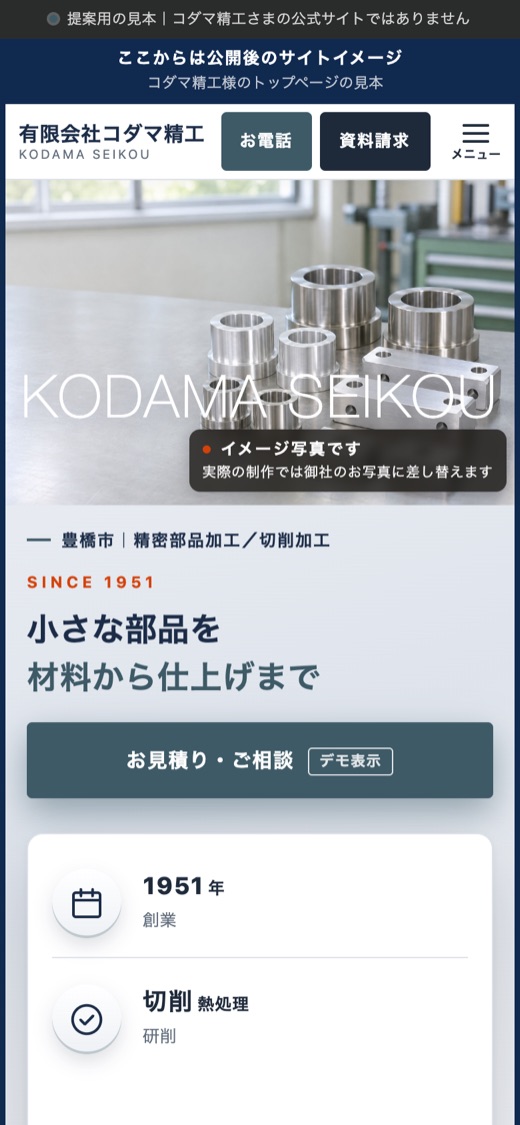 提案用の見本｜コダマ精工さまの公式サイトではありません
ここからは公開後のサイトイメージ
コダマ精工様のトップページの見本
有限会社コダマ精工
KODAMA SEIKOU
お電話
資料請求
メニュー
KODAMA SEIKOU
イメージ写真です
実際の制作では御社のお写真に差し替えます
豊橋市｜精密部品加工／切削加工
SINCE 1951
小さな部品を
材料から仕上げまで
お見積り・ご相談 デモ表示
1951 年
創業
切削 熱処理
研削